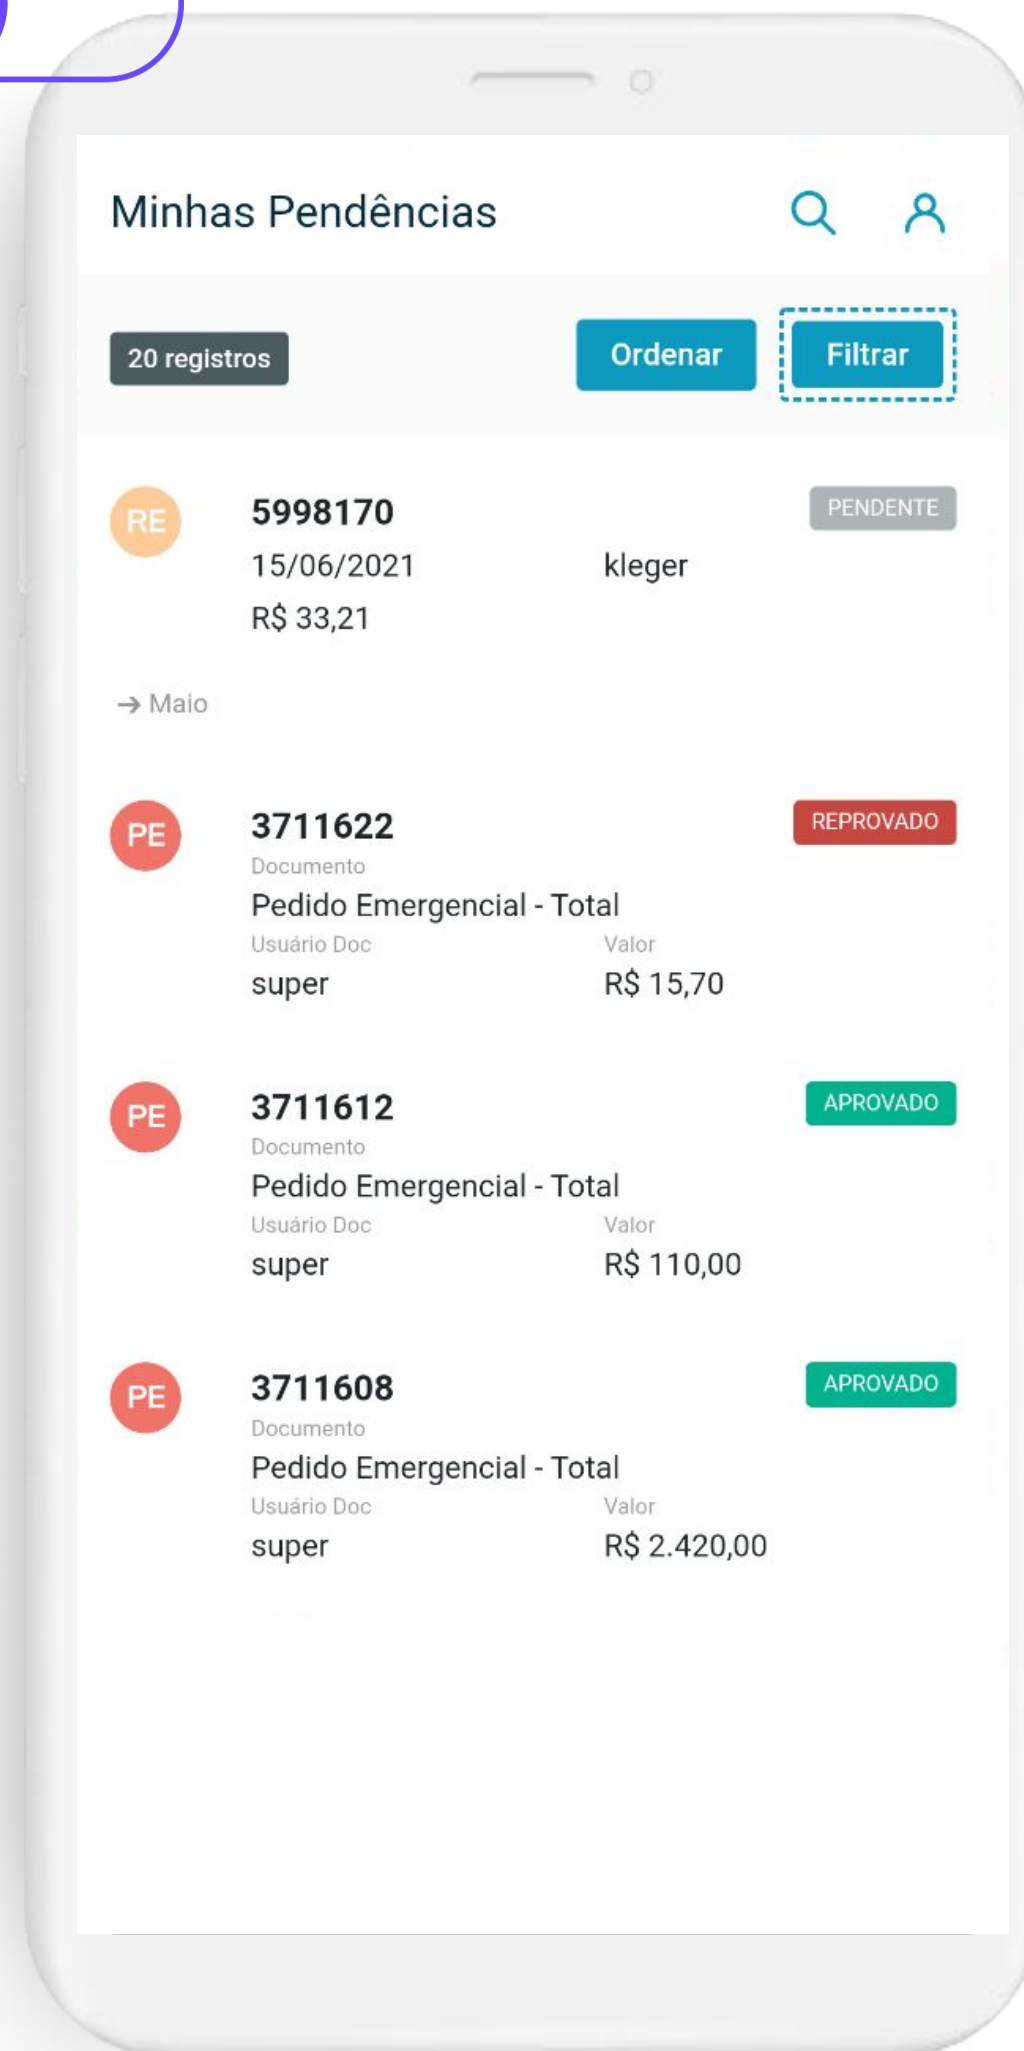 Minhas Pendências
20 registros Ordenar Filtrar
RE 5998170 PENDENTE
15/06/2021 kleger
R$ 33,21
→ Maio
PE 3711622 REPROVADO
Documento
Pedido Emergencial - Total
Usuário Doc Valor
super R$ 15,70
PE 3711612 APROVADO
Documento
Pedido Emergencial - Total
Usuário Doc Valor
super R$ 110,00
PE 3711608 APROVADO
Documento
Pedido Emergencial - Total
Usuário Doc Valor
super R$ 2.420,00